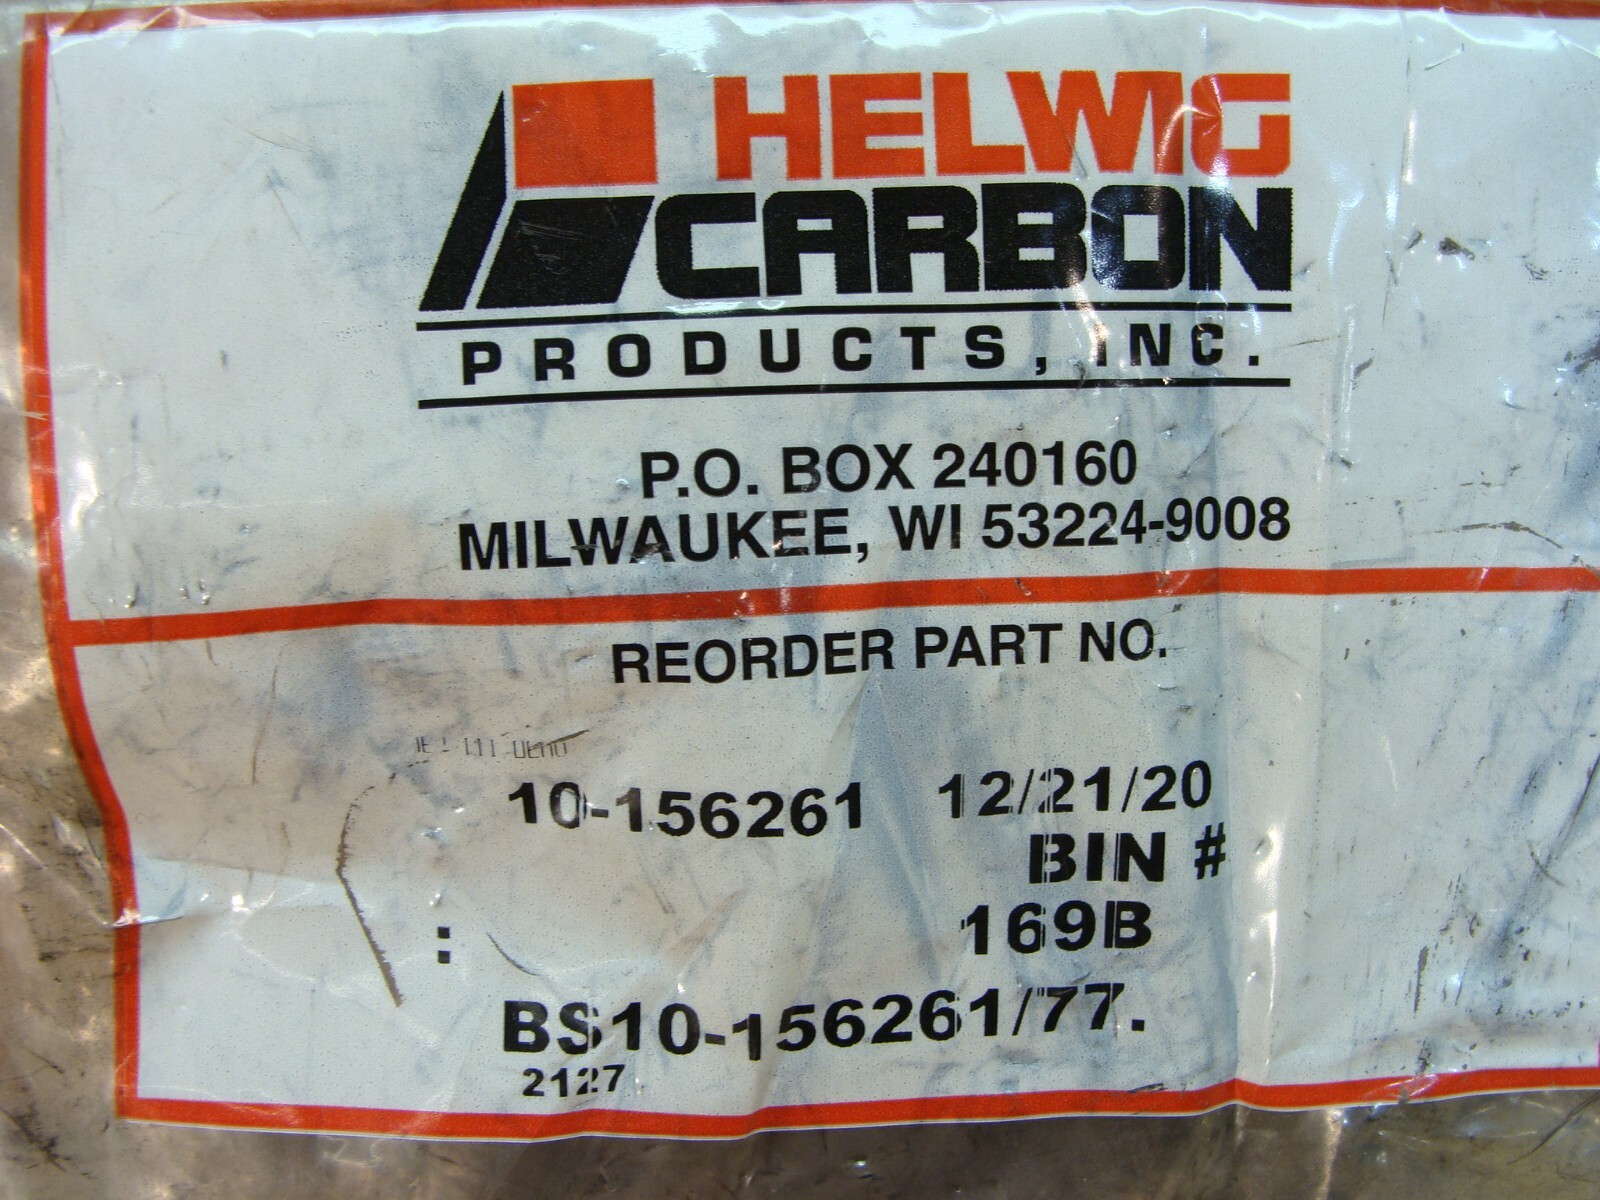 HELWIG
CARBON
PRODUCTS, INC.
P.O. BOX 240160
MILWAUKEE, WI 53224-9008
REORDER PART NO.
10-156261 12/21/20
BIN #
: 169B
BS10-156261/77.
2127